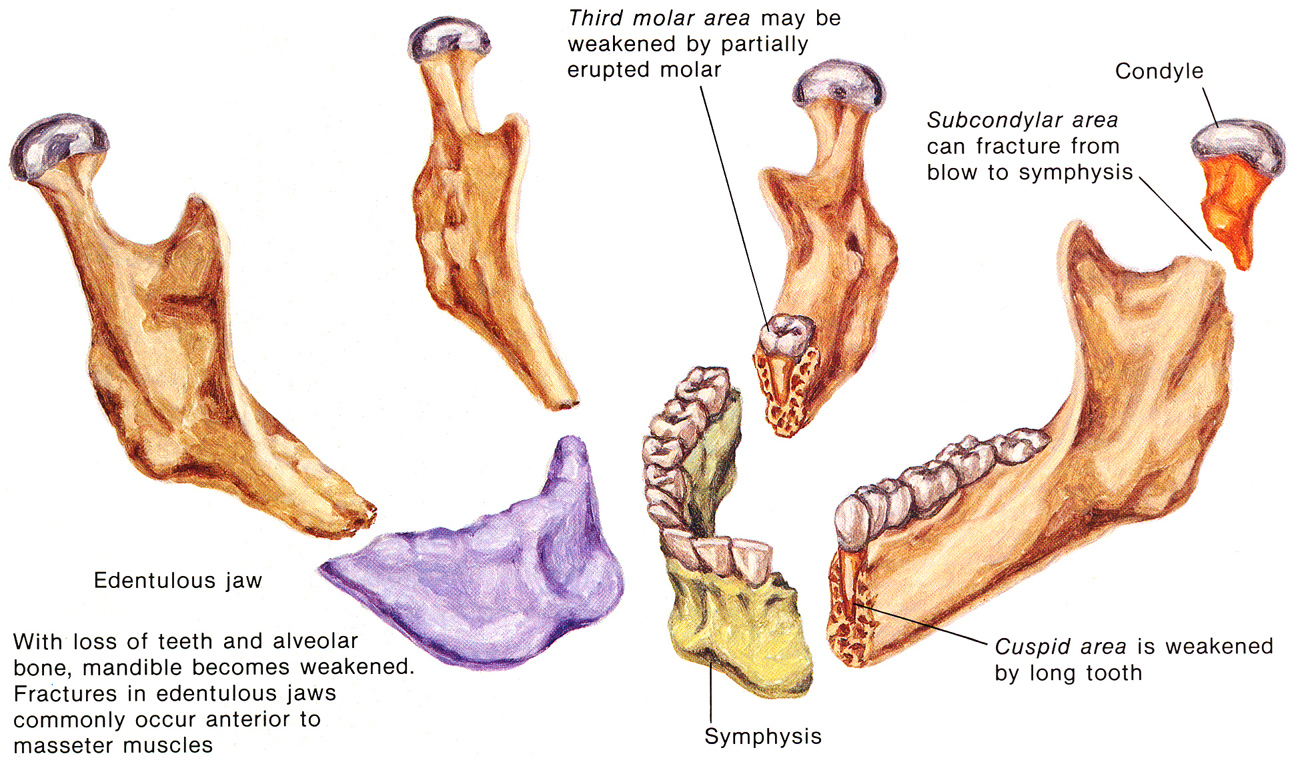 Third molar area may be
weakened by partially
erupted molar
Condyle
Subcondylar area
can fracture from
blow to symphysis
Edentulous jaw
With loss of teeth and alveolar
bone, mandible becomes weakened.
Fractures in edentulous jaws
commonly occur anterior to
masseter muscles
Cuspid area is weakened
by long tooth
Symphysis